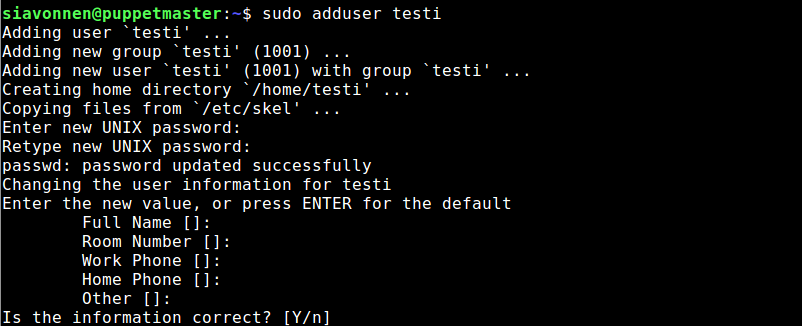 siavonnen@puppetmaster:~$ sudo adduser testi
Adding user `testi' ...
Adding new group `testi' (1001) ...
Adding new user `testi' (1001) with group `testi' ...
Creating home directory `/home/testi' ...
Copying files from `/etc/skel' ...
Enter new UNIX password:
Retype new UNIX password:
passwd: password updated successfully
Changing the user information for testi
Enter the new value, or press ENTER for the default
        Full Name []:
        Room Number []:
        Work Phone []:
        Home Phone []:
        Other []:
Is the information correct? [Y/n]